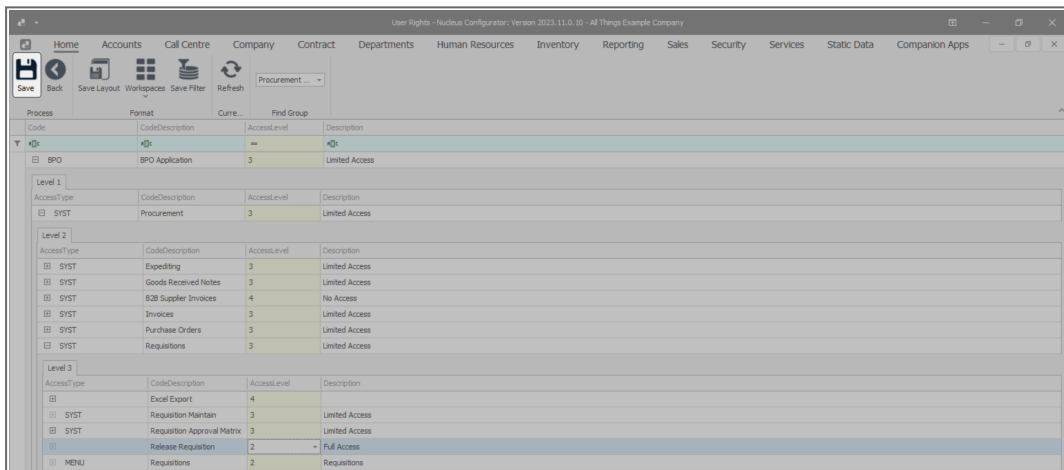 User Rights - Nucleus Configurator: Version 2023.11.0.10 - All Things Example Company
Home Accounts Call Centre Company Contract Departments Human Resources Inventory Reporting Sales Security Services Static Data Companion Apps
Save Back Save Layout Workspaces Save Filter Refresh Procurement ...
Process Format Curre... Find Group
Code CodeDescription AccessLevel Description
=
BPO BPO Application 3 Limited Access
Level 1
AccessType CodeDescription AccessLevel Description
SYST Procurement 3 Limited Access
Level 2
AccessType CodeDescription AccessLevel Description
SYST Expediting 3 Limited Access
SYST Goods Received Notes 3 Limited Access
SYST B2B Supplier Invoices 4 No Access
SYST Invoices 3 Limited Access
SYST Purchase Orders 3 Limited Access
SYST Requisitions 3 Limited Access
Level 3
AccessType CodeDescription AccessLevel Description
Excel Export 4
SYST Requisition Maintain 3 Limited Access
SYST Requisition Approval Matrix 3 Limited Access
Release Requisition 2 Full Access
MENU Requisitions 2 Requisitions